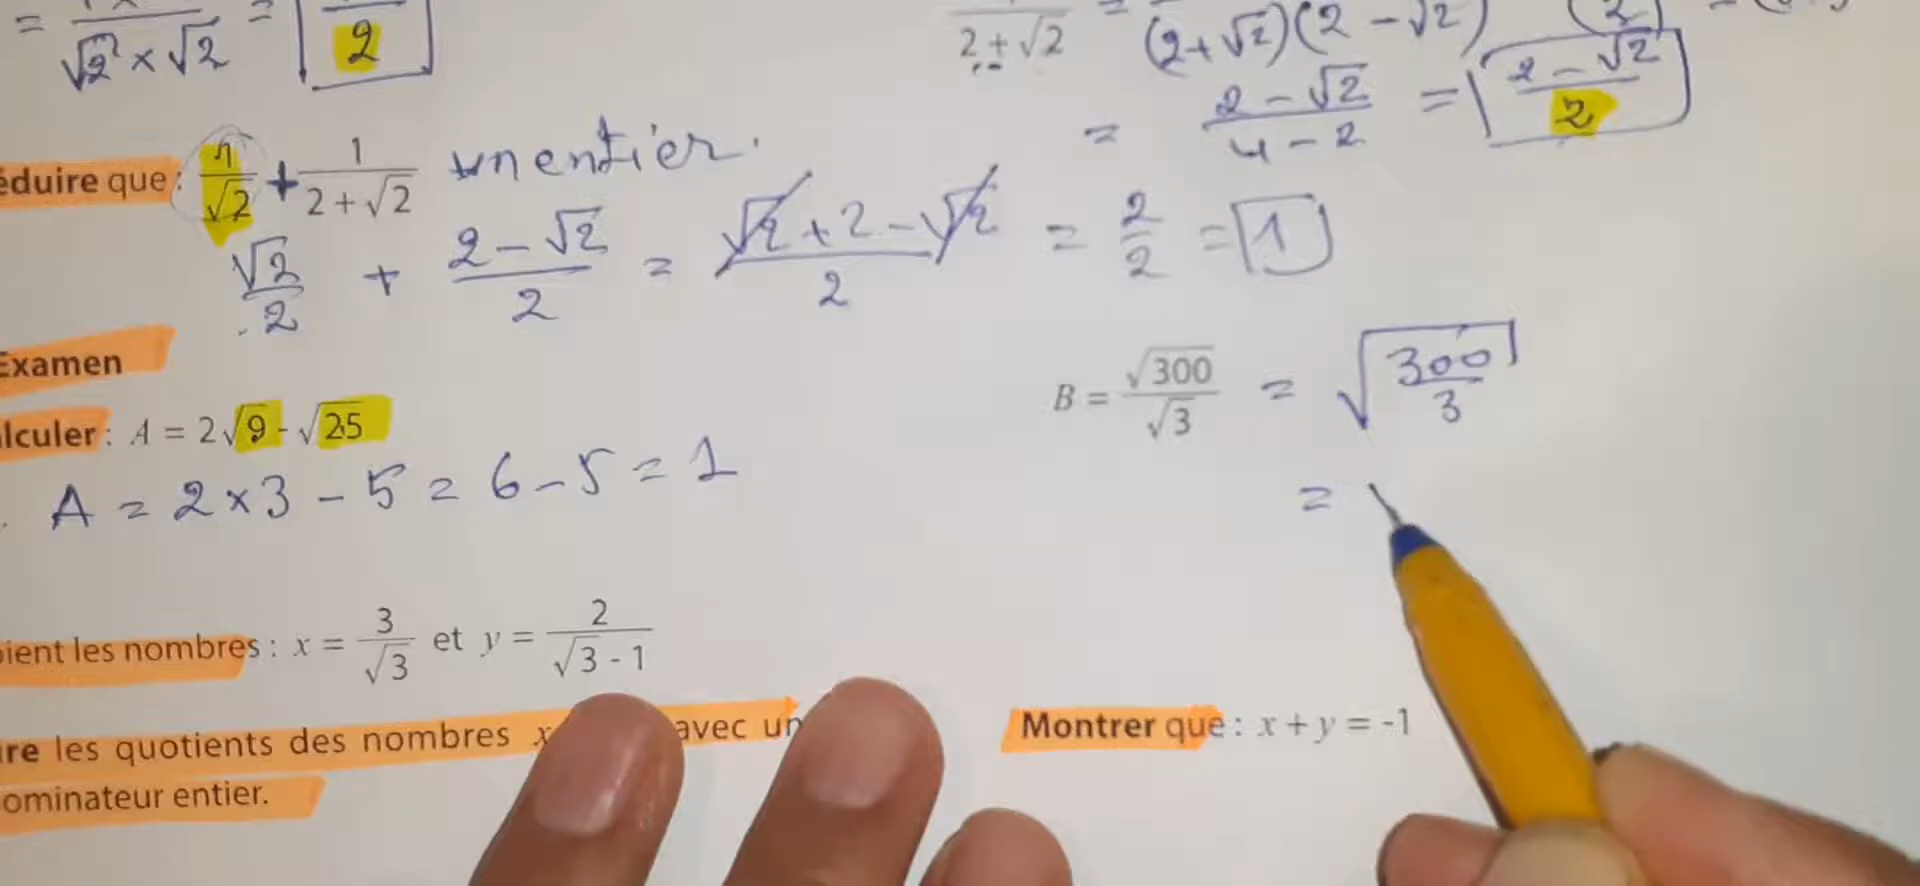 = / √2 × √2 = 2
2 + √2 = (2 + √2)(2 - √2)
= 2 - √2 / 4 - 2 = 2 - √2 / 2
éduire que : 1/√2 + 1/2 + √2 un entier.
√2/2 + 2 - √2 / 2 = √2 + 2 - √2 / 2 = 2/2 = 1
Examen
lculer : A = 2√9 - √25
A = 2 × 3 - 5 = 6 - 5 = 1
B = √300 / √3 = √300/3
=
oient les nombres : x = 3/√3 et y = 2/√3 - 1
ire les quotients des nombres x avec un
ominateur entier.
Montrer que : x + y = -1